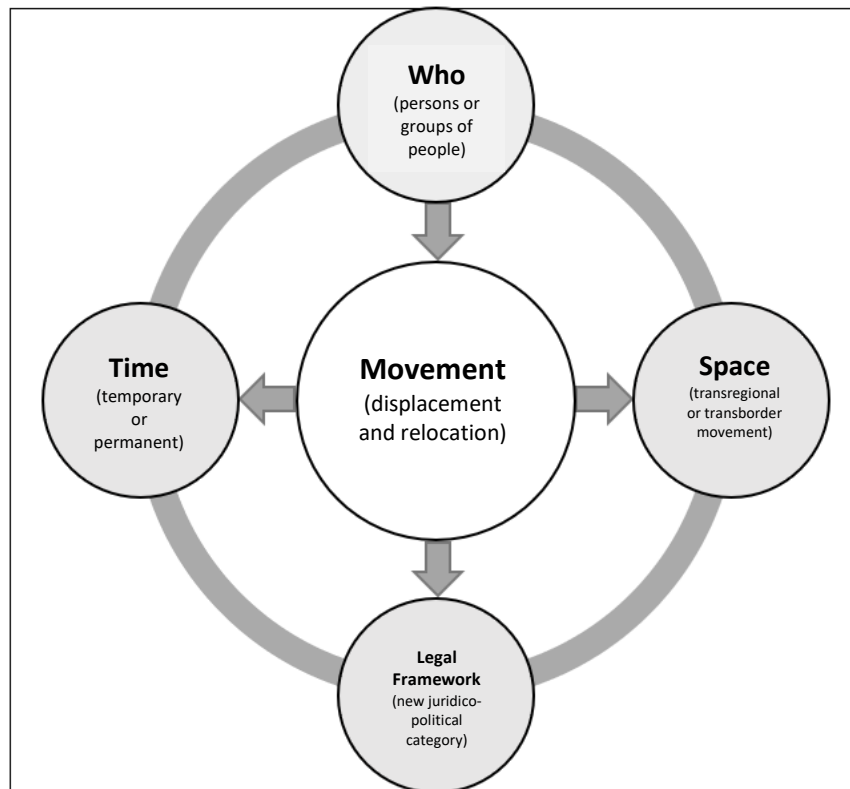 Who
(persons or
groups of
people)
Time
(temporary
or
permanent)
Movement
(displacement
and relocation)
Space
(transregional
or transborder
movement)
Legal
Framework
(new juridico-
political
category)